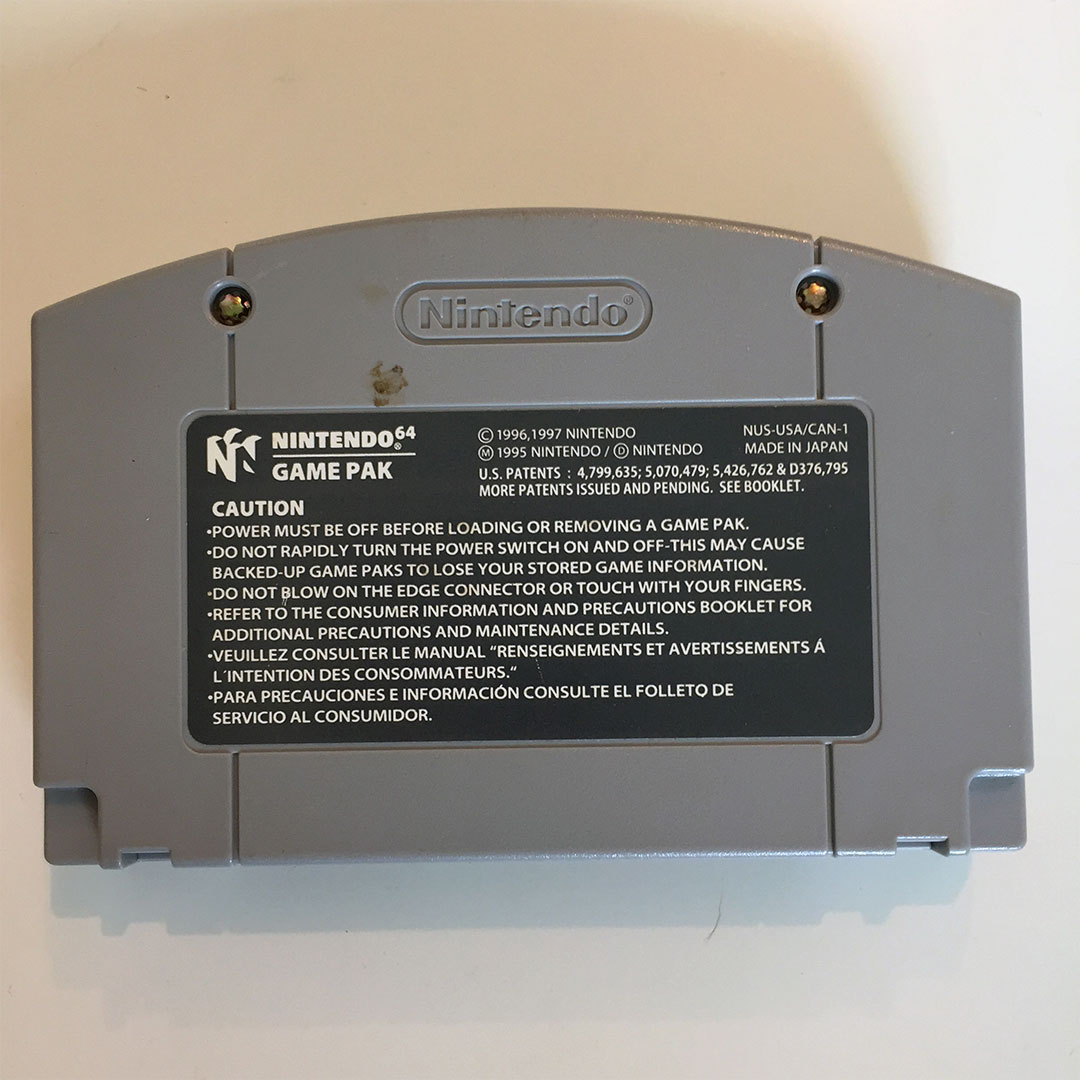 Nintendo®
NINTENDO⁶⁴®
GAME PAK
© 1996,1997 NINTENDO
Ⓜ 1995 NINTENDO / Ⓓ NINTENDO
NUS-USA/CAN-1
MADE IN JAPAN
U.S. PATENTS : 4,799,635; 5,070,479; 5,426,762 & D376,795
MORE PATENTS ISSUED AND PENDING. SEE BOOKLET.
CAUTION
•POWER MUST BE OFF BEFORE LOADING OR REMOVING A GAME PAK.
•DO NOT RAPIDLY TURN THE POWER SWITCH ON AND OFF-THIS MAY CAUSE
BACKED-UP GAME PAKS TO LOSE YOUR STORED GAME INFORMATION.
•DO NOT BLOW ON THE EDGE CONNECTOR OR TOUCH WITH YOUR FINGERS.
•REFER TO THE CONSUMER INFORMATION AND PRECAUTIONS BOOKLET FOR
ADDITIONAL PRECAUTIONS AND MAINTENANCE DETAILS.
•VEUILLEZ CONSULTER LE MANUAL “RENSEIGNEMENTS ET AVERTISSEMENTS Á
L´INTENTION DES CONSOMMATEURS.“
•PARA PRECAUCIONES E INFORMACIÓN CONSULTE EL FOLLETO DE
SERVICIO AL CONSUMIDOR.